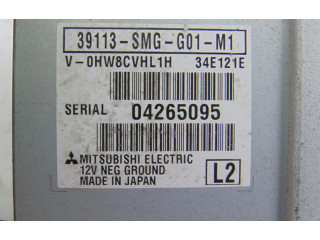 39113-SMG-G01-M1
V-0HW8CVHL1H 34E121E
SERIAL 04265095
MITSUBISHI ELECTRIC
12V NEG GROUND
MADE IN JAPAN
L2